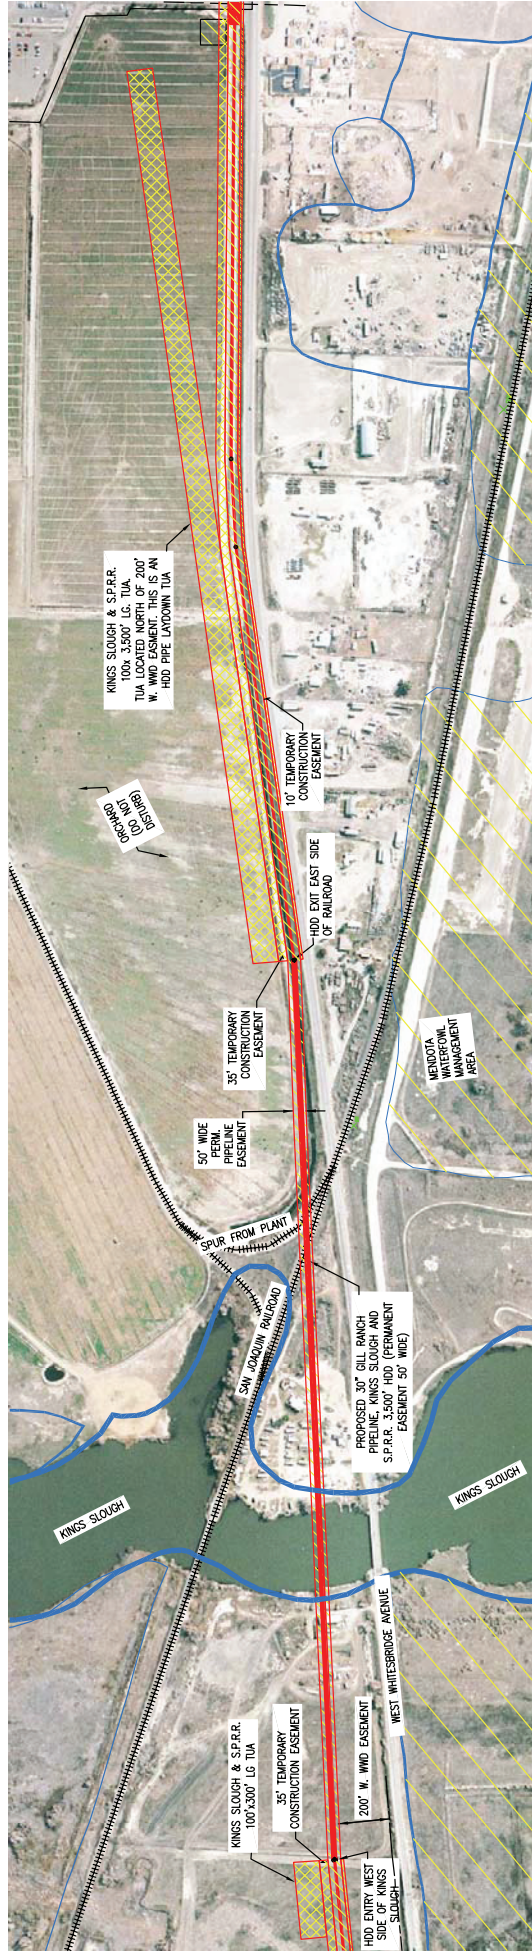 KINGS SLOUGH & S.P.R.R.
100x 3,500' LG. TUA.
TUA LOCATED NORTH OF 200'
W. WWD EASMENT. THIS IS AN
HDD PIPE LAYDOWN TUA
ORCHARD
(DO NOT
DISTURB)
10' TEMPORARY
CONSTRUCTION
EASEMENT
HDD EXIT EAST SIDE
OF RAILROAD
35' TEMPORARY
CONSTRUCTION
EASEMENT
MENDOTA
WATERFOWL
MANAGEMENT
AREA
50' WIDE
PERM.
PIPELINE
EASEMENT
SPUR FROM PLANT
SAN JOAQUIN RAILROAD
PROPOSED 30" GILL RANCH
PIPELINE, KINGS SLOUGH AND
S.P.R.R. 3,500' HDD (PERMANENT
EASEMENT 50' WIDE)
KINGS SLOUGH
KINGS SLOUGH
WEST WHITESBRIDGE AVENUE
KINGS SLOUGH & S.P.R.R.
100'x300' LG TUA
35' TEMPORARY
CONSTRUCTION EASEMENT
200' W. WWD EASEMENT
HDD ENTRY WEST
SIDE OF KINGS
SLOUGH